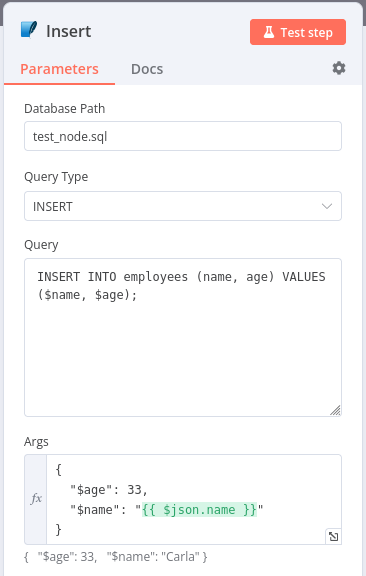 Insert
Test step
Parameters
Docs
Database Path
test_node.sql
Query Type
INSERT
Query
INSERT INTO employees (name, age) VALUES
($name, $age);
Args
fx
{
"$age": 33,
"$name": "{{ $json.name }}"
}
{ "$age": 33, "$name": "Carla" }